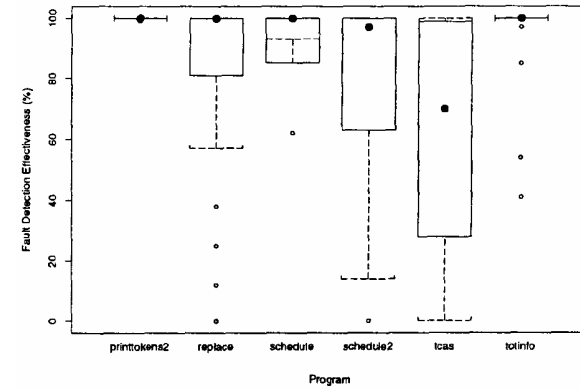 Fault Detection Effectiveness (%)
100
80
60
40
20
0
printtokens2 replace schedule schedule2 tcas totinfo
Program